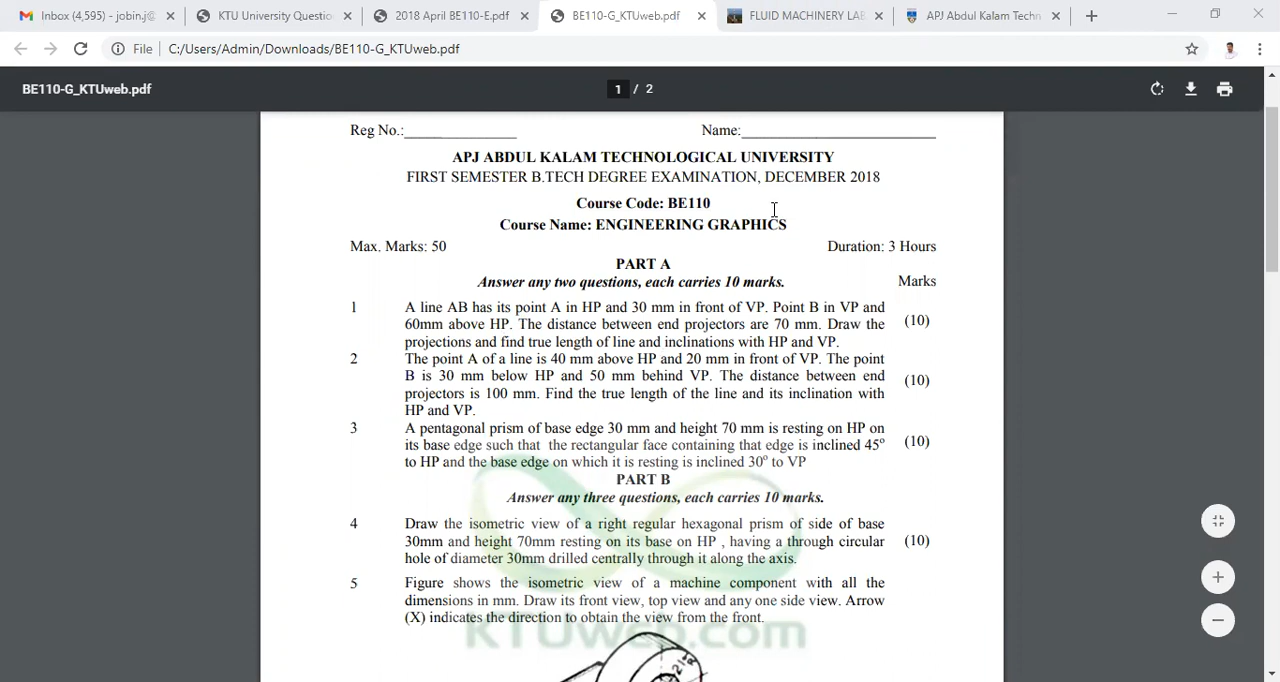 Inbox (4,595) - jobin.j@
KTU University Questio
2018 April BE110-E.pdf
BE110-G_KTUweb.pdf
FLUID MACHINERY LAB
APJ Abdul Kalam Techn
File
C:/Users/Admin/Downloads/BE110-G_KTUweb.pdf
BE110-G_KTUweb.pdf
1 / 2
Reg No.:_____________ Name:__________________________
APJ ABDUL KALAM TECHNOLOGICAL UNIVERSITY
FIRST SEMESTER B.TECH DEGREE EXAMINATION, DECEMBER 2018
Course Code: BE110
Course Name: ENGINEERING GRAPHICS
Max. Marks: 50 Duration: 3 Hours
PART A
Answer any two questions, each carries 10 marks. Marks
1 A line AB has its point A in HP and 30 mm in front of VP. Point B in VP and
60mm above HP. The distance between end projectors are 70 mm. Draw the (10)
projections and find true length of line and inclinations with HP and VP.
2 The point A of a line is 40 mm above HP and 20 mm in front of VP. The point
B is 30 mm below HP and 50 mm behind VP. The distance between end (10)
projectors is 100 mm. Find the true length of the line and its inclination with
HP and VP.
3 A pentagonal prism of base edge 30 mm and height 70 mm is resting on HP on
its base edge such that the rectangular face containing that edge is inclined 45º (10)
to HP and the base edge on which it is resting is inclined 30º to VP
PART B
Answer any three questions, each carries 10 marks.
4 Draw the isometric view of a right regular hexagonal prism of side of base
30mm and height 70mm resting on its base on HP , having a through circular (10)
hole of diameter 30mm drilled centrally through it along the axis.
5 Figure shows the isometric view of a machine component with all the
dimensions in mm. Draw its front view, top view and any one side view. Arrow
(X) indicates the direction to obtain the view from the front.
KTUweb.com